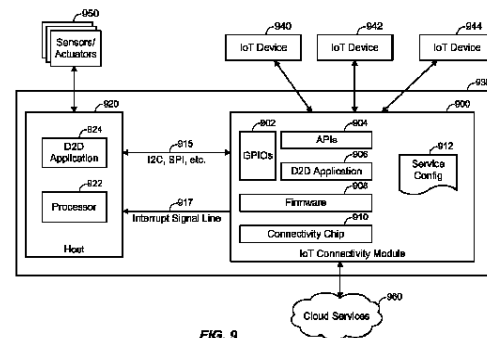 950
Sensors/
Actuators
940
IoT Device
942
IoT Device
944
IoT Device
930
920
924
D2D
Application
922
Processor
Host
915
I2C, SPI, etc.
917
Interrupt Signal Line
900
902
GPIOs
904
APIs
906
D2D Application
908
Firmware
910
Connectivity Chip
912
Service
Config
IoT Connectivity Module
960
Cloud Services
FIG. 9